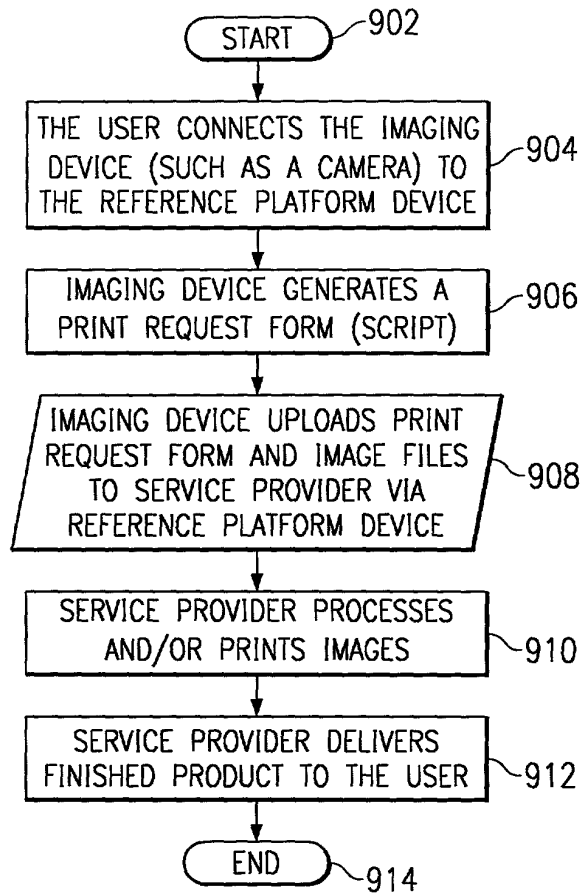 START
902
THE USER CONNECTS THE IMAGING
DEVICE (SUCH AS A CAMERA) TO
THE REFERENCE PLATFORM DEVICE
904
IMAGING DEVICE GENERATES A
PRINT REQUEST FORM (SCRIPT)
906
IMAGING DEVICE UPLOADS PRINT
REQUEST FORM AND IMAGE FILES
TO SERVICE PROVIDER VIA
REFERENCE PLATFORM DEVICE
908
SERVICE PROVIDER PROCESSES
AND/OR PRINTS IMAGES
910
SERVICE PROVIDER DELIVERS
FINISHED PRODUCT TO THE USER
912
END
914